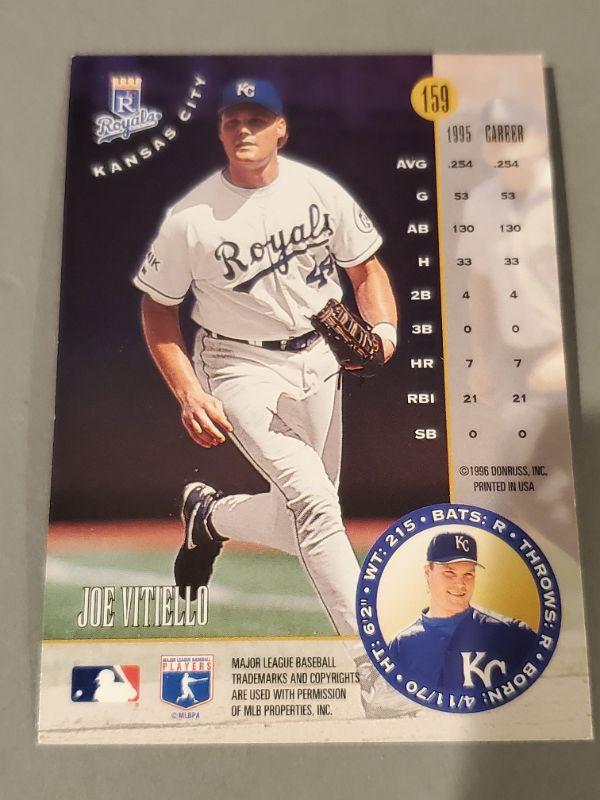 R
Royals
KANSAS CITY
KC
159
1995 CAREER
AVG .254 .254
G 53 53
AB 130 130
H 33 33
2B 4 4
3B 0 0
HR 7 7
RBI 21 21
SB 0 0
Royals
44
©1996 DONRUSS, INC.
PRINTED IN USA
HT: 6'2" • WT: 215 • BATS: R • THROWS: R • BORN: 4/11/70 •
KC
KC
JOE VITIELLO
MAJOR LEAGUE BASEBALL
PLAYERS
© MLBPA
MAJOR LEAGUE BASEBALL
TRADEMARKS AND COPYRIGHTS
ARE USED WITH PERMISSION
OF MLB PROPERTIES, INC.